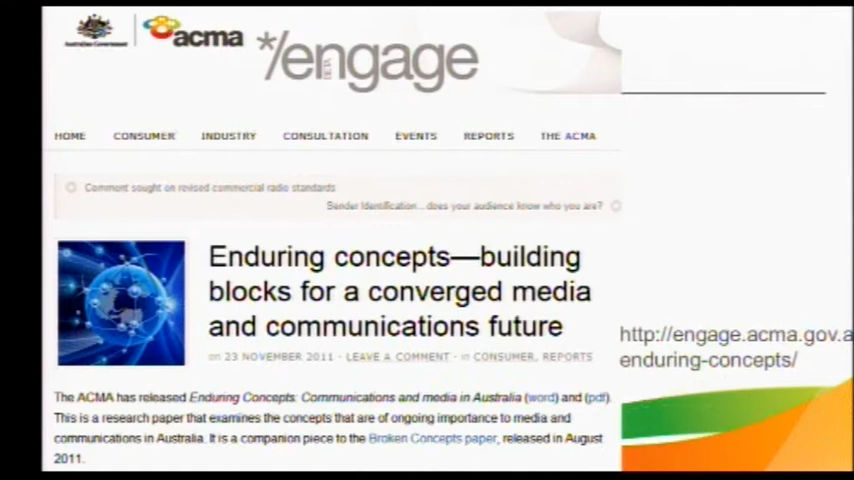 Australian Government
acma
*/engage
BETA
HOME CONSUMER INDUSTRY CONSULTATION EVENTS REPORTS THE ACMA
Comment sought on revised commercial radio standards
Sender Identification...does your audience know who you are?
Enduring concepts—building
blocks for a converged media
and communications future
on 23 NOVEMBER 2011 · LEAVE A COMMENT · in CONSUMER, REPORTS
The ACMA has released Enduring Concepts: Communications and media in Australia (word) and (pdf).
This is a research paper that examines the concepts that are of ongoing importance to media and
communications in Australia. It is a companion piece to the Broken Concepts paper, released in August
2011.
http://engage.acma.gov.a
enduring-concepts/